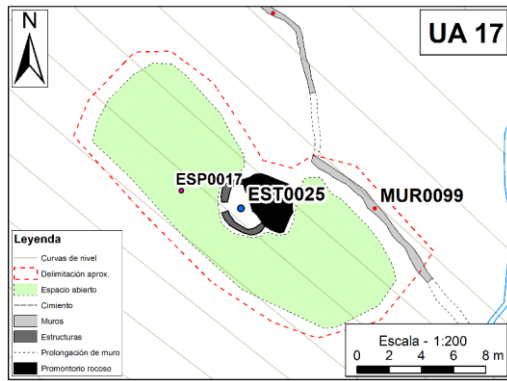 N
UA 17
ESP0017
EST0025
MUR0099
Leyenda
Curvas de nivel
Delimitación aprox.
Espacio abierto
Cimiento
Muros
Estructuras
Prolongación de muro
Promontorio rocoso
Escala - 1:200
0 2 4 6 8 m